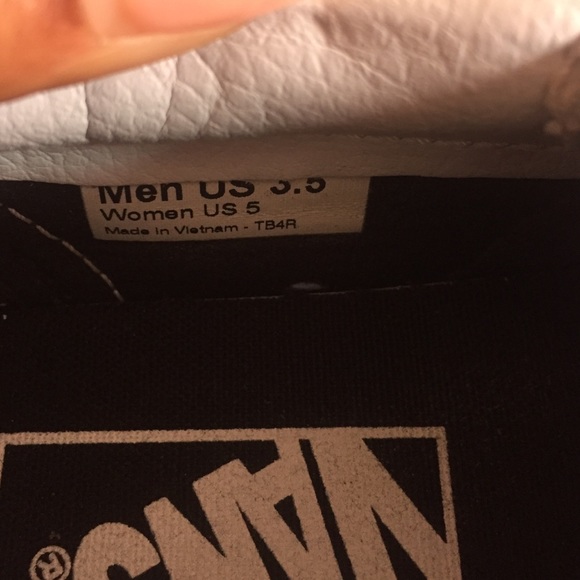 Men US 3.5
Women US 5
Made in Vietnam - TB4R
VANS
®